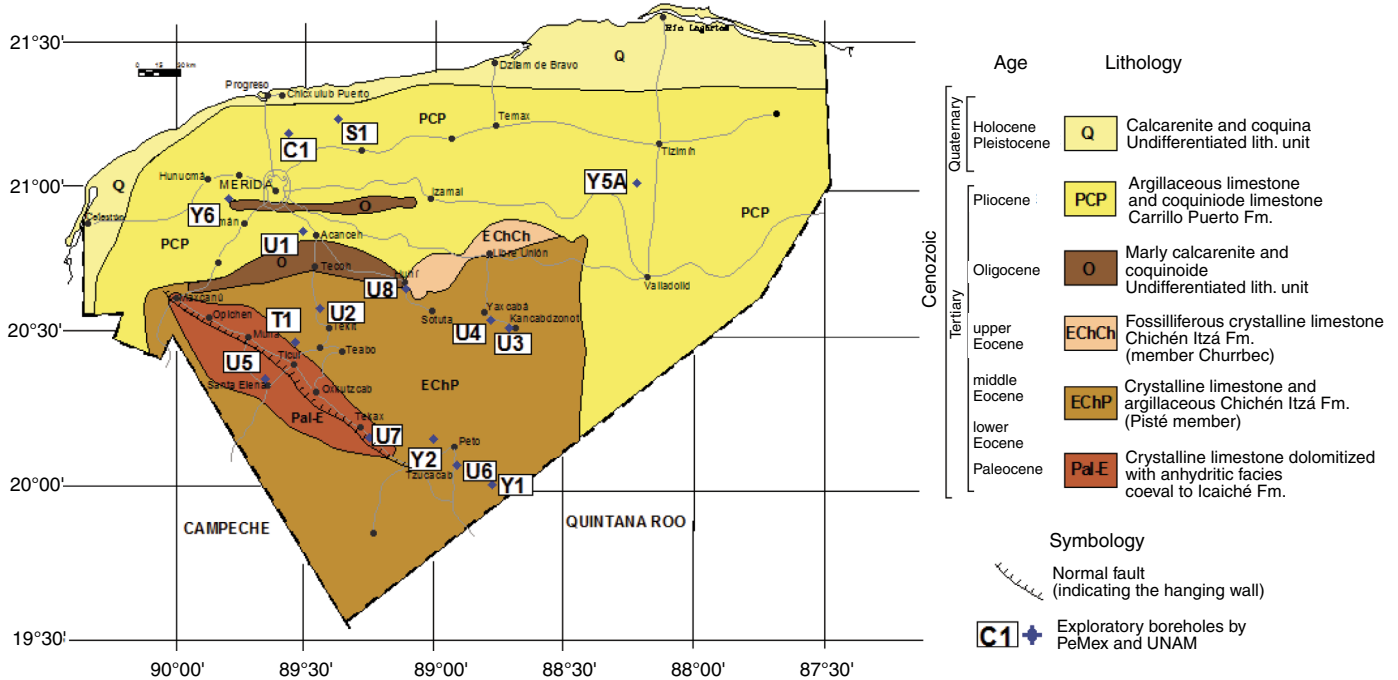 21°30'
21°00'
20°30'
20°00'
19°30'
90°00'
89°30'
89°00'
88°30'
88°00'
87°30'
0 15 30 km
Río Lagartos
Dzilam de Bravo
Q
Progreso
Chicxulub Puerto
PCP
Temax
S1
C1
Tizimín
Hunucmá
MERIDA
Y5A
Q
Izamal
O
PCP
Celestún
Y6
mán
PCP
U1
Acanceh
EChCh
Libre Unión
O
Tecoh
Huhí
Valladolid
U8
Maxcanú
Opichen
T1
U2
Sotuta
Yaxcabá
Kancabdzonot
Tekit
U4
U3
Muna
Teabo
U5
Ticul
Santa Elena
Oxkutzcab
EChP
Pal-E
Tekax
U7
Y2
Peto
Tzucacab
U6
Y1
CAMPECHE
QUINTANA ROO
Age
Lithology
Cenozoic
Quaternary
Tertiary
Holocene
Pleistocene
Q
Calcarenite and coquina
Undifferentiated lith. unit
Pliocene
PCP
Argillaceous limestone
and coquiniode limestone
Carrillo Puerto Fm.
Oligocene
O
Marly calcarenite and
coquinoide
Undifferentiated lith. unit
upper
Eocene
EChCh
Fossilliferous crystalline limestone
Chichén Itzá Fm.
(member Churrbec)
middle
Eocene
EChP
Crystalline limestone and
argillaceous Chichén Itzá Fm.
(Pisté member)
lower
Eocene
Paleocene
Pal-E
Crystalline limestone dolomitized
with anhydritic facies
coeval to Icaiché Fm.
Symbology
Normal fault
(indicating the hanging wall)
C1
Exploratory boreholes by
PeMex and UNAM